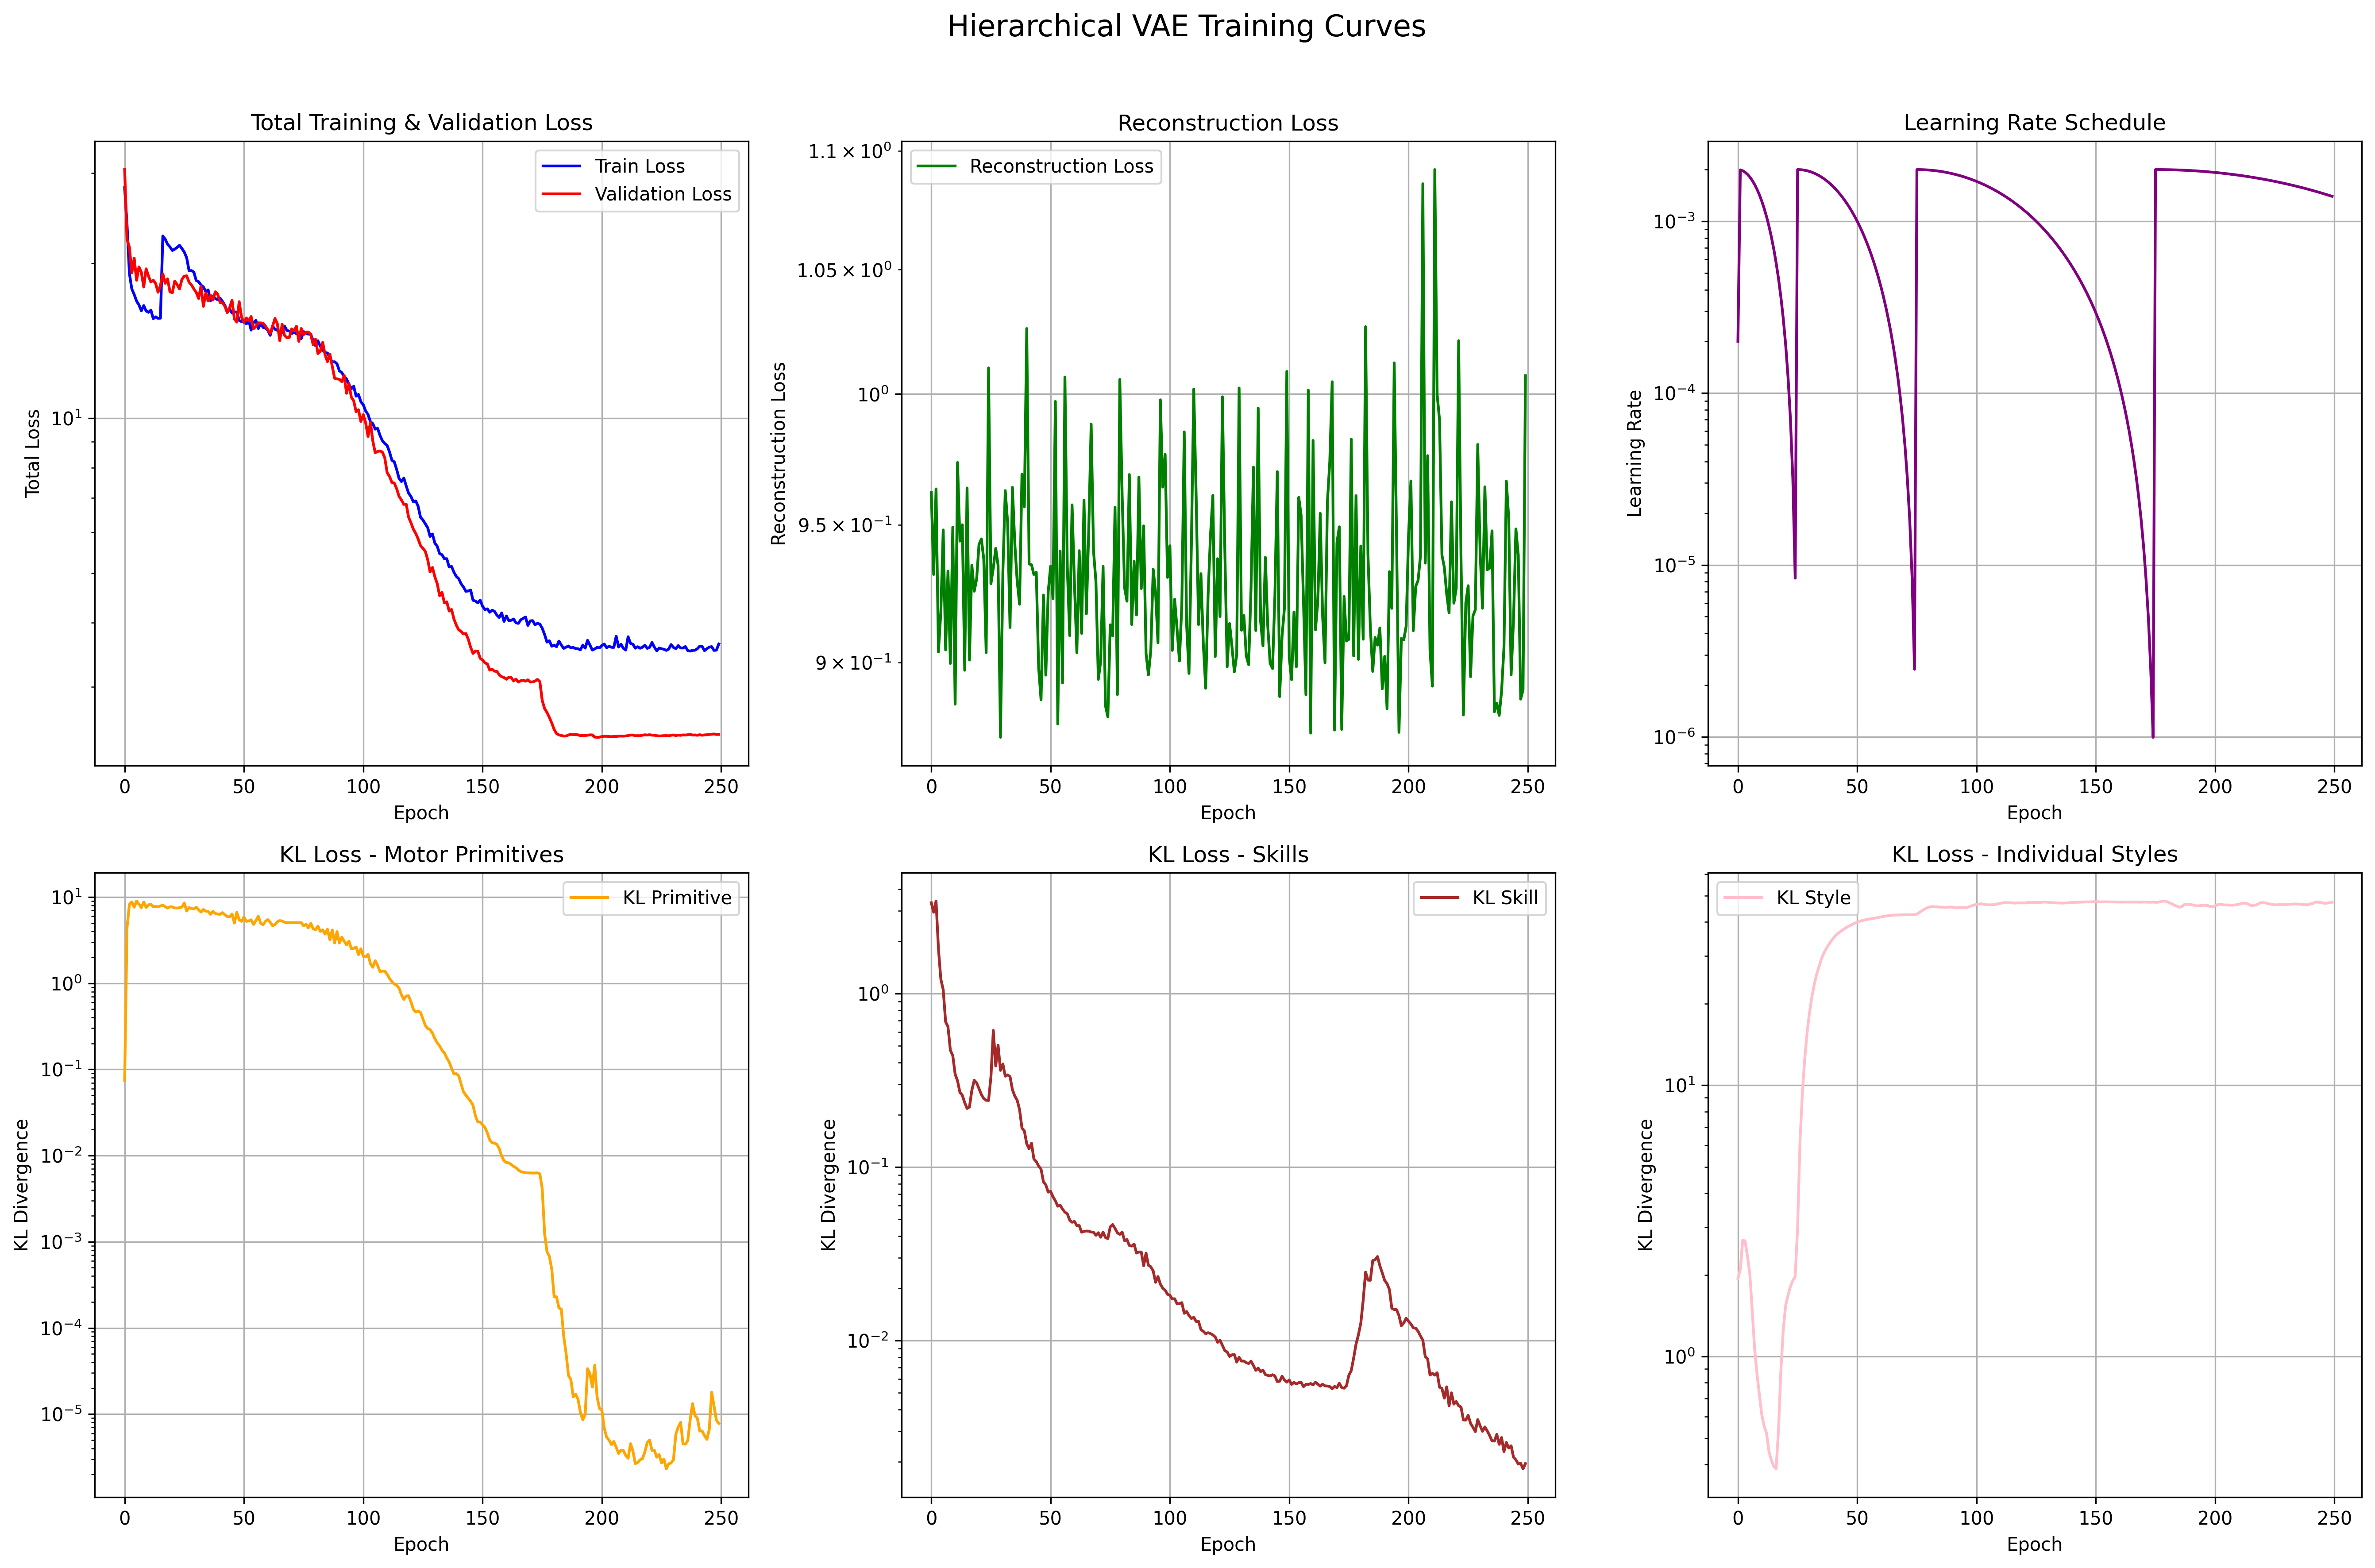 Hierarchical VAE Training Curves
Total Training & Validation Loss
Train Loss
Validation Loss
10¹
Total Loss
0 50 100 150 200 250
Epoch
Reconstruction Loss
Reconstruction Loss
1.1 × 10⁰
1.05 × 10⁰
10⁰
9.5 × 10⁻¹
9 × 10⁻¹
Reconstruction Loss
0 50 100 150 200 250
Epoch
Learning Rate Schedule
10⁻³
10⁻⁴
10⁻⁵
10⁻⁶
Learning Rate
0 50 100 150 200 250
Epoch
KL Loss - Motor Primitives
KL Primitive
10¹
10⁰
10⁻¹
10⁻²
10⁻³
10⁻⁴
10⁻⁵
KL Divergence
0 50 100 150 200 250
Epoch
KL Loss - Skills
KL Skill
10⁰
10⁻¹
10⁻²
KL Divergence
0 50 100 150 200 250
Epoch
KL Loss - Individual Styles
KL Style
10¹
10⁰
KL Divergence
0 50 100 150 200 250
Epoch